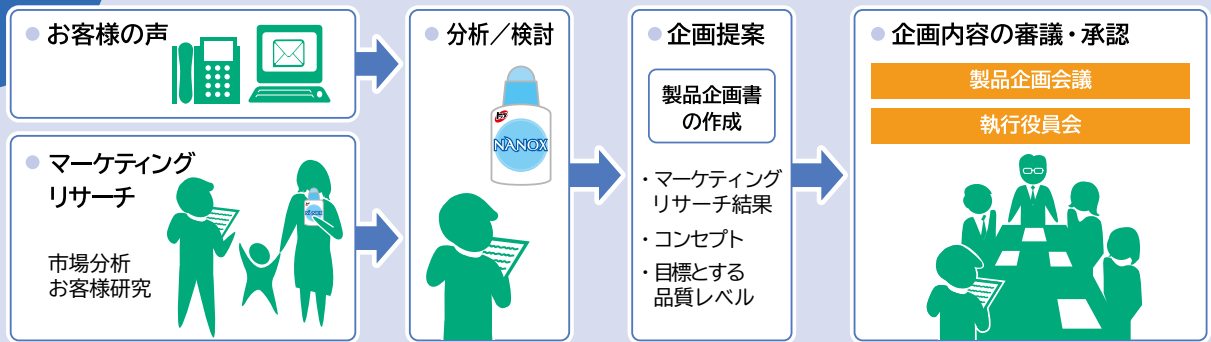 お客様の声
マーケティング
リサーチ
市場分析
お客様研究
NANOX
分析／検討
トップ
NANOX
企画提案
製品企画書
の作成
・マーケティング
リサーチ結果
・コンセプト
・目標とする
品質レベル
企画内容の審議・承認
製品企画会議
執行役員会